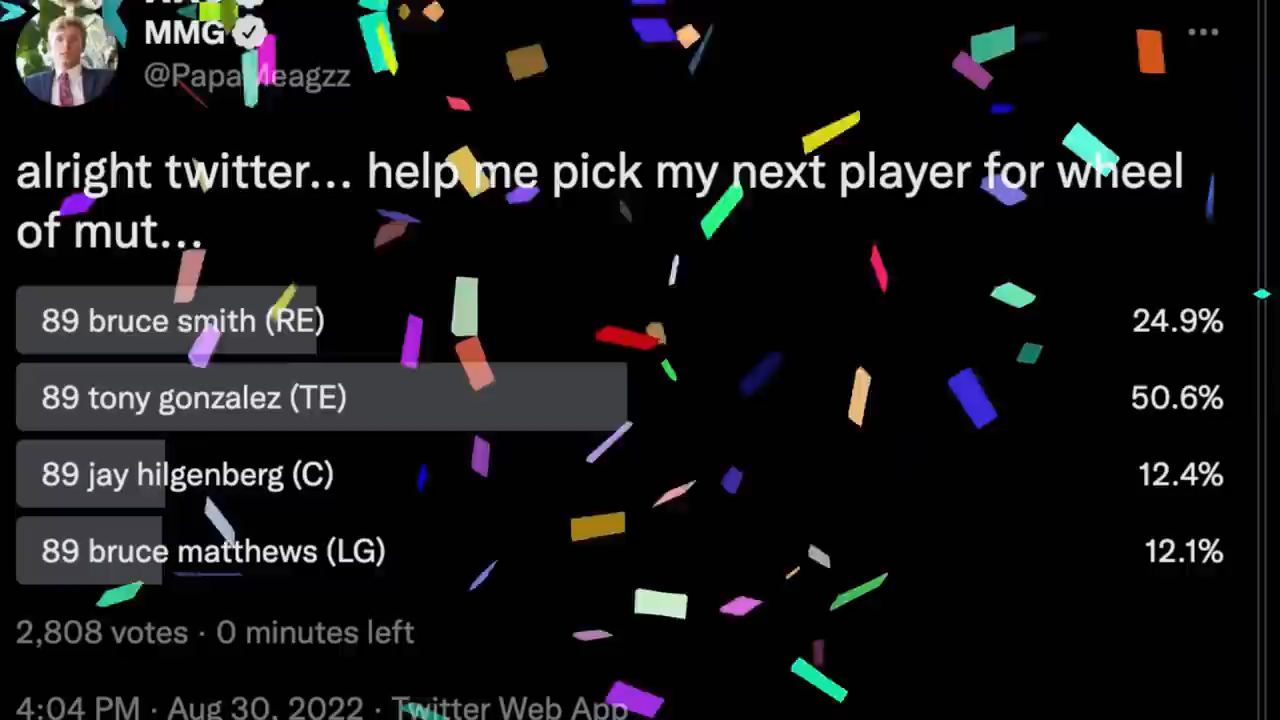 MMG
@PapaMeagzz
alright twitter... help me pick my next player for wheel
of mut...
89 bruce smith (RE)
24.9%
89 tony gonzalez (TE)
50.6%
89 jay hilgenberg (C)
12.4%
89 bruce matthews (LG)
12.1%
2,808 votes · 0 minutes left
4:04 PM · Aug 30, 2022 · Twitter Web App